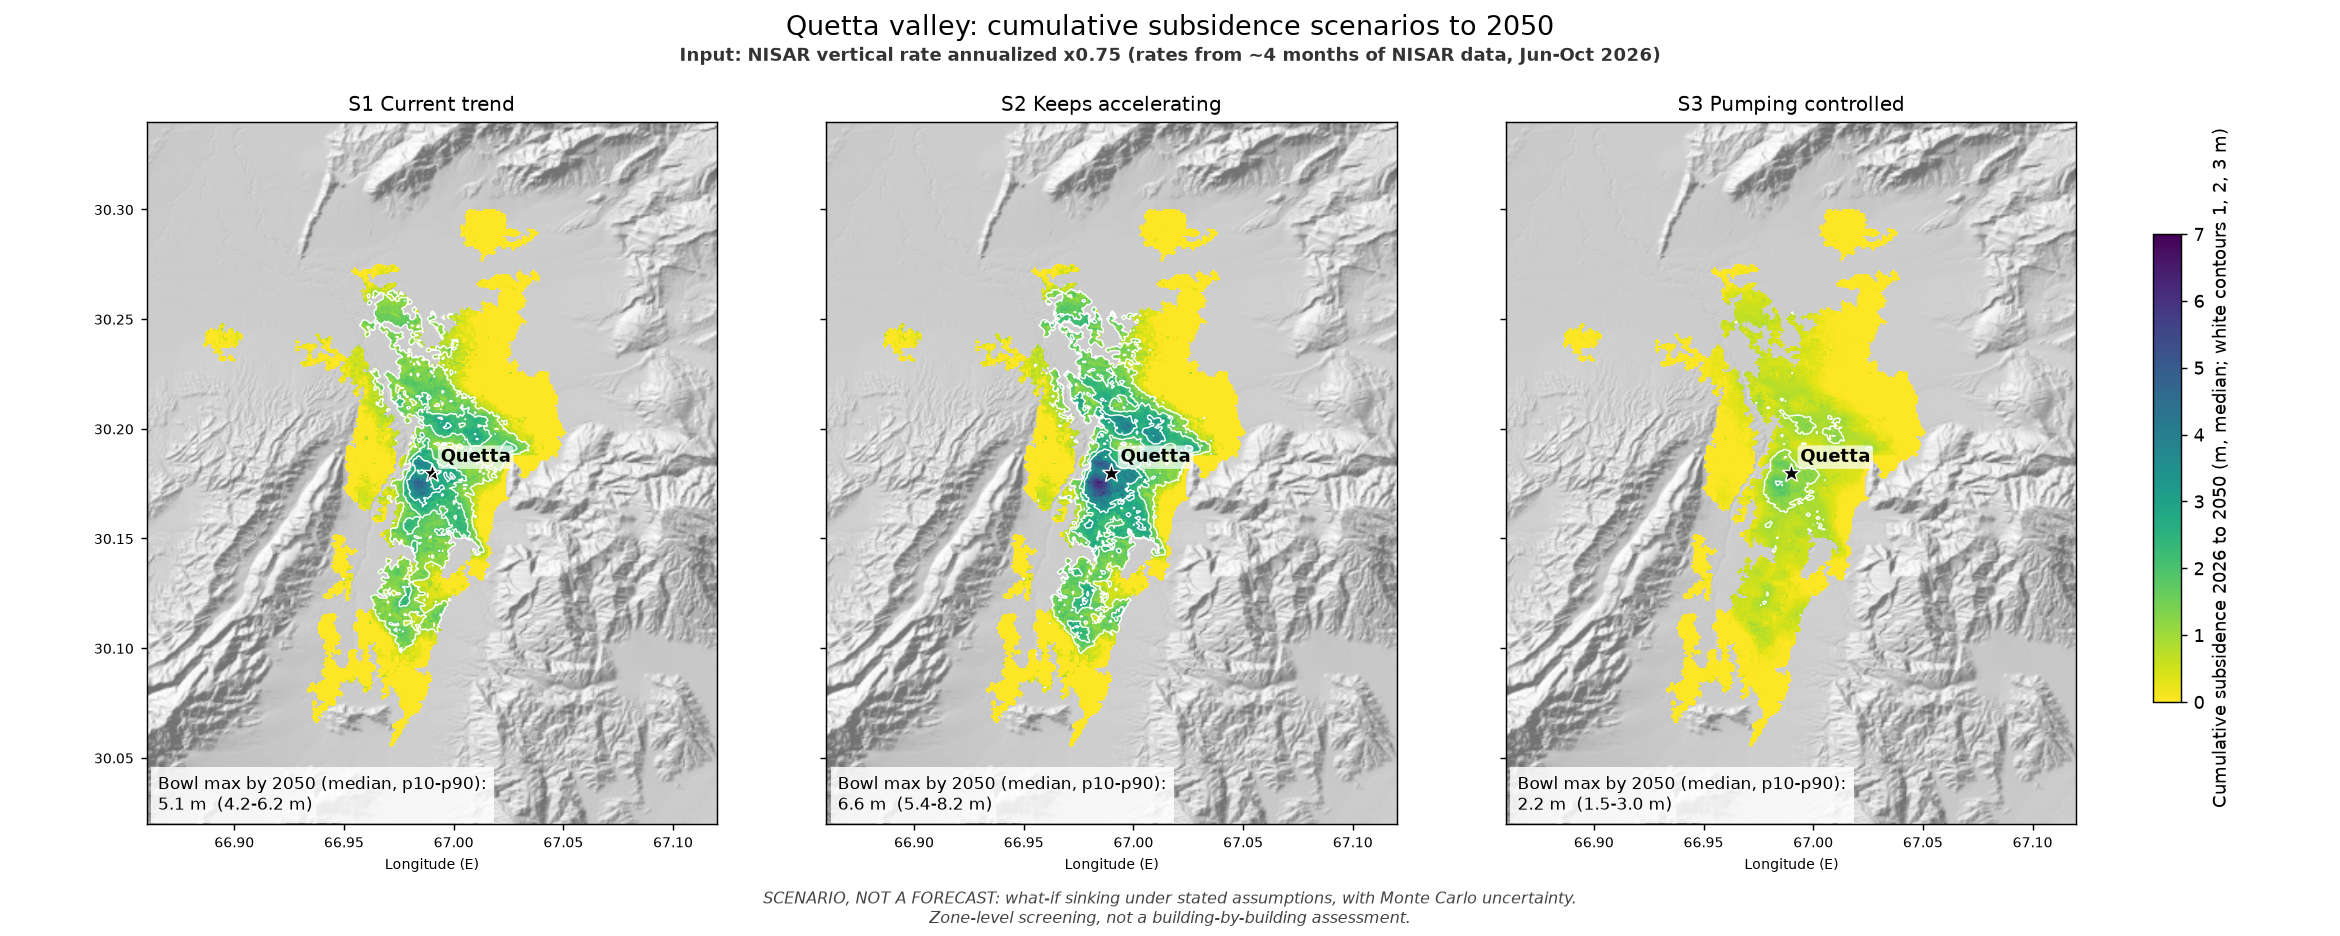 Quetta valley: cumulative subsidence scenarios to 2050
Input: NISAR vertical rate annualized x0.75 (rates from ~4 months of NISAR data, Jun-Oct 2026)
S1 Current trend
30.30
30.25
30.20
30.15
30.10
30.05
Quetta
Bowl max by 2050 (median, p10-p90):
5.1 m  (4.2-6.2 m)
66.90 66.95 67.00 67.05 67.10
Longitude (E)
S2 Keeps accelerating
Quetta
Bowl max by 2050 (median, p10-p90):
6.6 m  (5.4-8.2 m)
66.90 66.95 67.00 67.05 67.10
Longitude (E)
S3 Pumping controlled
Quetta
Bowl max by 2050 (median, p10-p90):
2.2 m  (1.5-3.0 m)
66.90 66.95 67.00 67.05 67.10
Longitude (E)
7
6
5
4
3
2
1
0
Cumulative subsidence 2026 to 2050 (m, median; white contours 1, 2, 3 m)
SCENARIO, NOT A FORECAST: what-if sinking under stated assumptions, with Monte Carlo uncertainty.
Zone-level screening, not a building-by-building assessment.